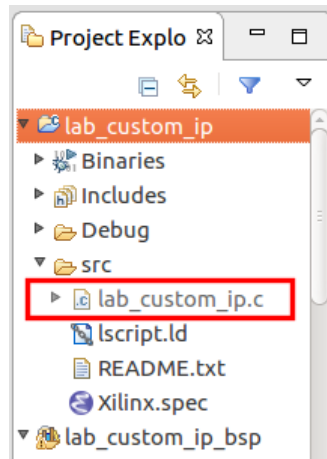 Project Explo
lab_custom_ip
Binaries
Includes
Debug
src
lab_custom_ip.c
lscript.ld
README.txt
Xilinx.spec
lab_custom_ip_bsp